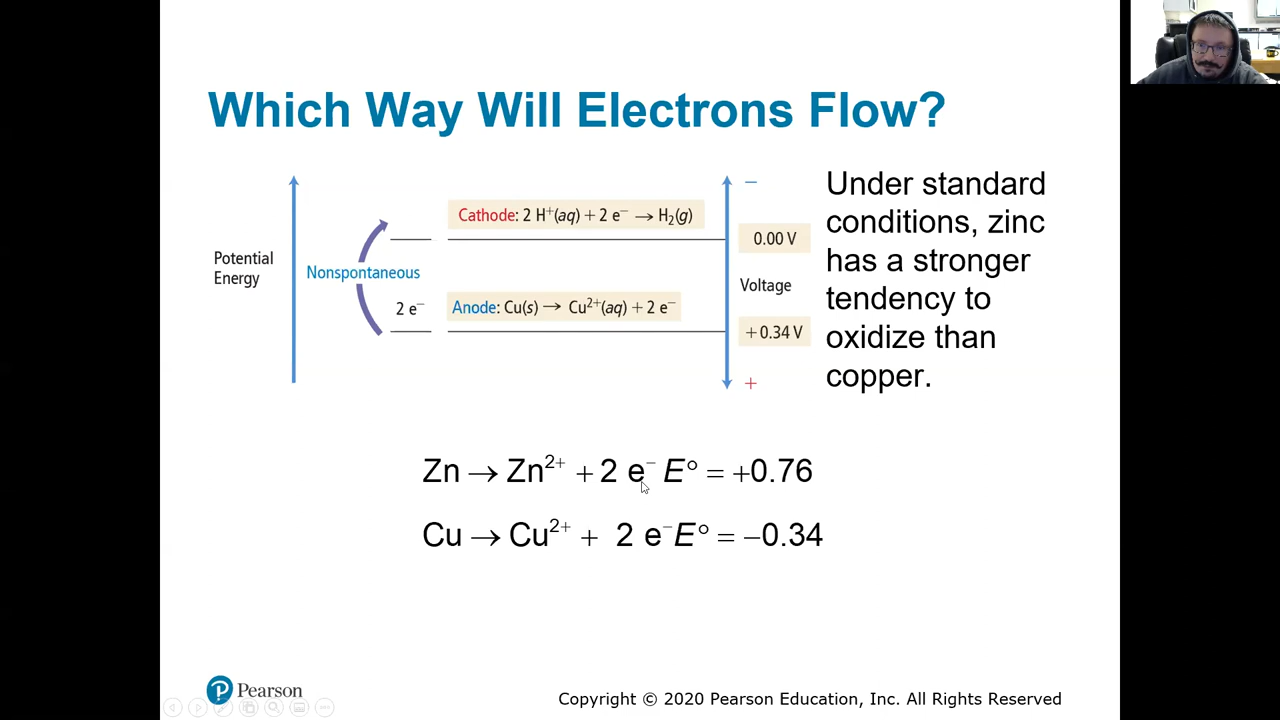 Which Way Will Electrons Flow?
Potential
Energy
Nonspontaneous
2 e⁻
Cathode: 2 H⁺(aq) + 2 e⁻ → H₂(g)
Anode: Cu(s) → Cu²⁺(aq) + 2 e⁻
−
0.00 V
Voltage
+0.34 V
+
Under standard
conditions, zinc
has a stronger
tendency to
oxidize than
copper.
Zn → Zn²⁺ + 2 e⁻ E° = +0.76
Cu → Cu²⁺ + 2 e⁻ E° = −0.34
P Pearson
Copyright © 2020 Pearson Education, Inc. All Rights Reserved